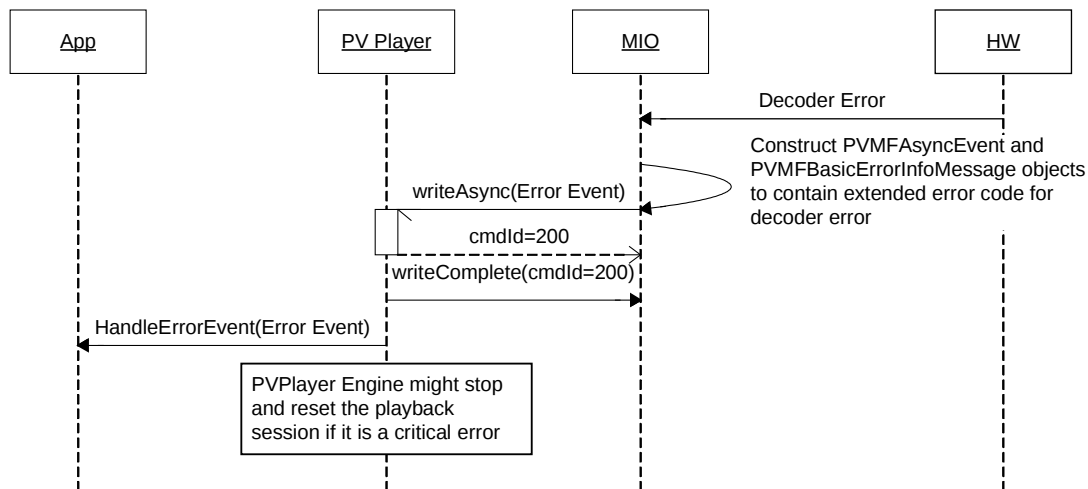 App
PV Player
MIO
HW
Decoder Error
Construct PVMFAsyncEvent and
PVMFBasicErrorInfoMessage objects
to contain extended error code for
decoder error
writeAsync(Error Event)
cmdId=200
writeComplete(cmdId=200)
HandleErrorEvent(Error Event)
PVPlayer Engine might stop
and reset the playback
session if it is a critical error